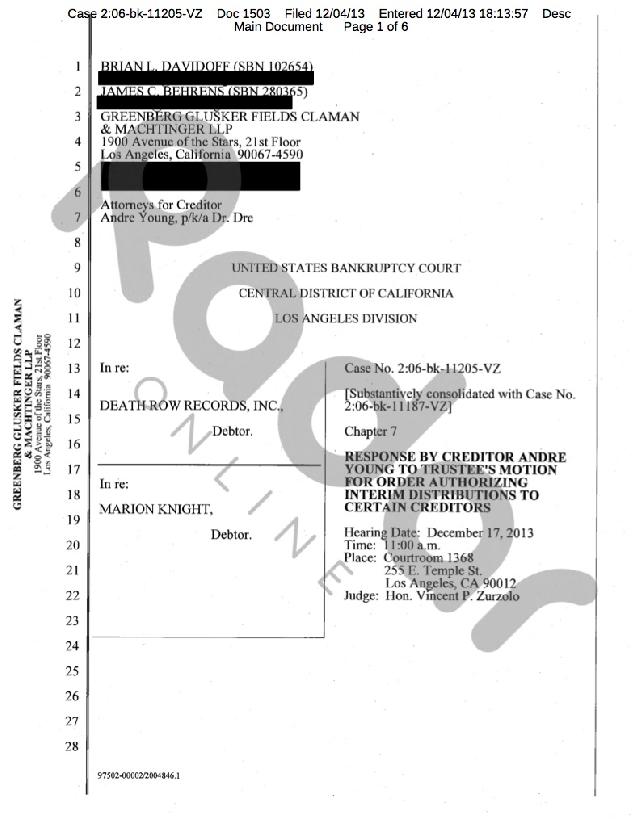 Case 2:06-bk-11205-VZ Doc 1503 Filed 12/04/13 Entered 12/04/13 18:13:57 Desc
Main Document Page 1 of 6
1 BRIAN L. DAVIDOFF (SBN 102654)
2 JAMES C. BEHRENS (SBN 280365)
3 GREENBERG GLUSKER FIELDS CLAMAN
& MACHTINGER LLP
4 1900 Avenue of the Stars, 21st Floor
Los Angeles, California 90067-4590
5
6
Attorneys for Creditor
7 Andre Young, p/k/a Dr. Dre
8
9 UNITED STATES BANKRUPTCY COURT
10 CENTRAL DISTRICT OF CALIFORNIA
11 LOS ANGELES DIVISION
12
13 In re:
14
DEATH ROW RECORDS, INC.,
15
Debtor.
16
17
In re:
18
MARION KNIGHT,
19
Debtor.
20
21
22
23
24
25
26
27
28
Case No. 2:06-bk-11205-VZ
[Substantively consolidated with Case No.
2:06-bk-11187-VZ]
Chapter 7
RESPONSE BY CREDITOR ANDRE
YOUNG TO TRUSTEE'S MOTION
FOR ORDER AUTHORIZING
INTERIM DISTRIBUTIONS TO
CERTAIN CREDITORS
Hearing Date: December 17, 2013
Time: 11:00 a.m.
Place: Courtroom 1368
255 E. Temple St.
Los Angeles, CA 90012
Judge: Hon. Vincent P. Zurzolo
GREENBERG GLUSKER FIELDS CLAMAN
& MACHTINGER LLP
1900 Avenue of the Stars, 21st Floor
Los Angeles, California 90067-4590
97502-00002/2004846.1
radar
ONLINE